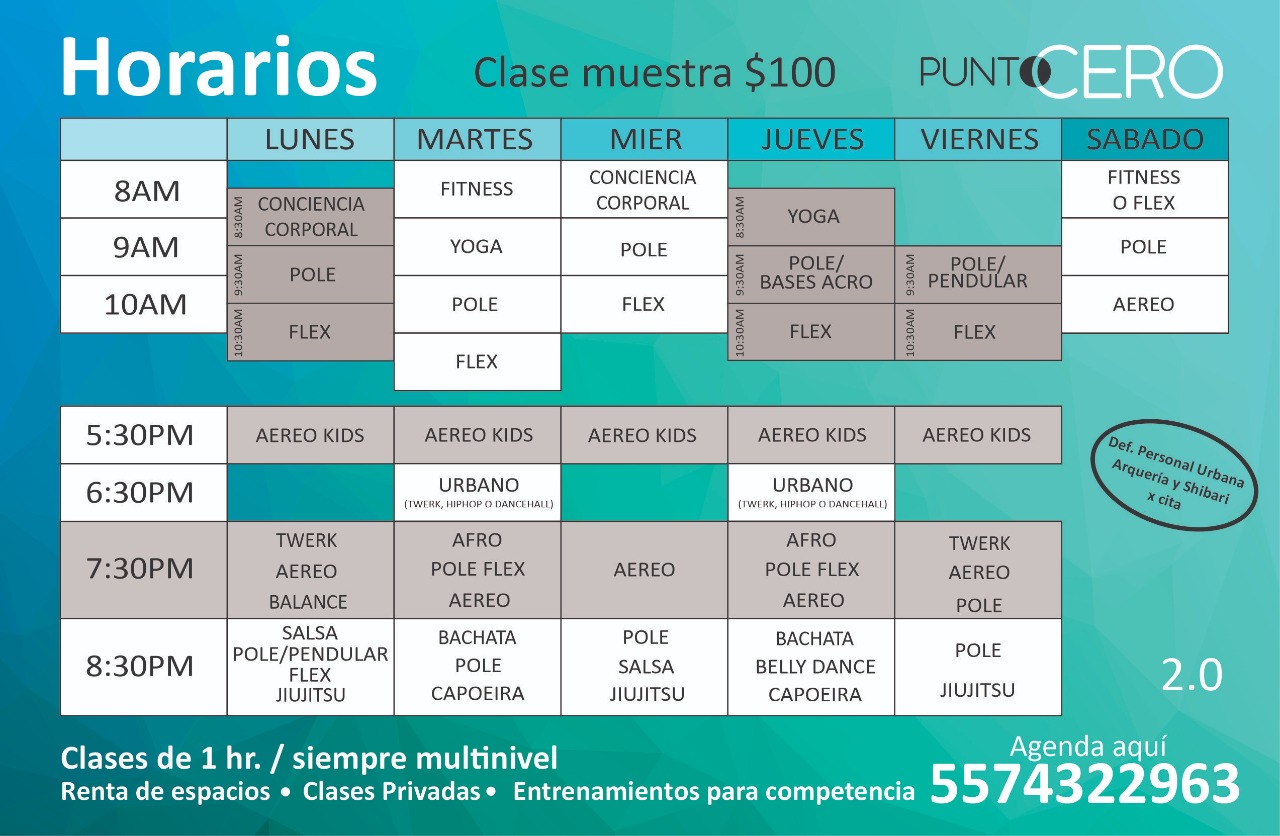 Horarios
Clase muestra $100
PUNTOCERO
LUNES MARTES MIER JUEVES VIERNES SABADO
8AM
9AM
10AM
8:30AM
CONCIENCIA
CORPORAL
9:30AM
POLE
10:30AM
FLEX
FITNESS
YOGA
POLE
FLEX
CONCIENCIA
CORPORAL
POLE
FLEX
8:30AM
YOGA
9:30AM
POLE/
BASES ACRO
10:30AM
FLEX
9:30AM
POLE/
PENDULAR
10:30AM
FLEX
FITNESS
O FLEX
POLE
AEREO
5:30PM
AEREO KIDS
AEREO KIDS
AEREO KIDS
AEREO KIDS
AEREO KIDS
6:30PM
URBANO
(TWERK, HIPHOP O DANCEHALL)
URBANO
(TWERK, HIPHOP O DANCEHALL)
7:30PM
TWERK
AEREO
BALANCE
AFRO
POLE FLEX
AEREO
AEREO
AFRO
POLE FLEX
AEREO
TWERK
AEREO
POLE
8:30PM
SALSA
POLE/PENDULAR
FLEX
JIUJITSU
BACHATA
POLE
CAPOEIRA
POLE
SALSA
JIUJITSU
BACHATA
BELLY DANCE
CAPOEIRA
POLE
JIUJITSU
Def. Personal Urbana
Arquería y Shibari
x cita
2.0
Clases de 1 hr. / siempre multinivel
Renta de espacios • Clases Privadas • Entrenamientos para competencia
Agenda aquí
5574322963